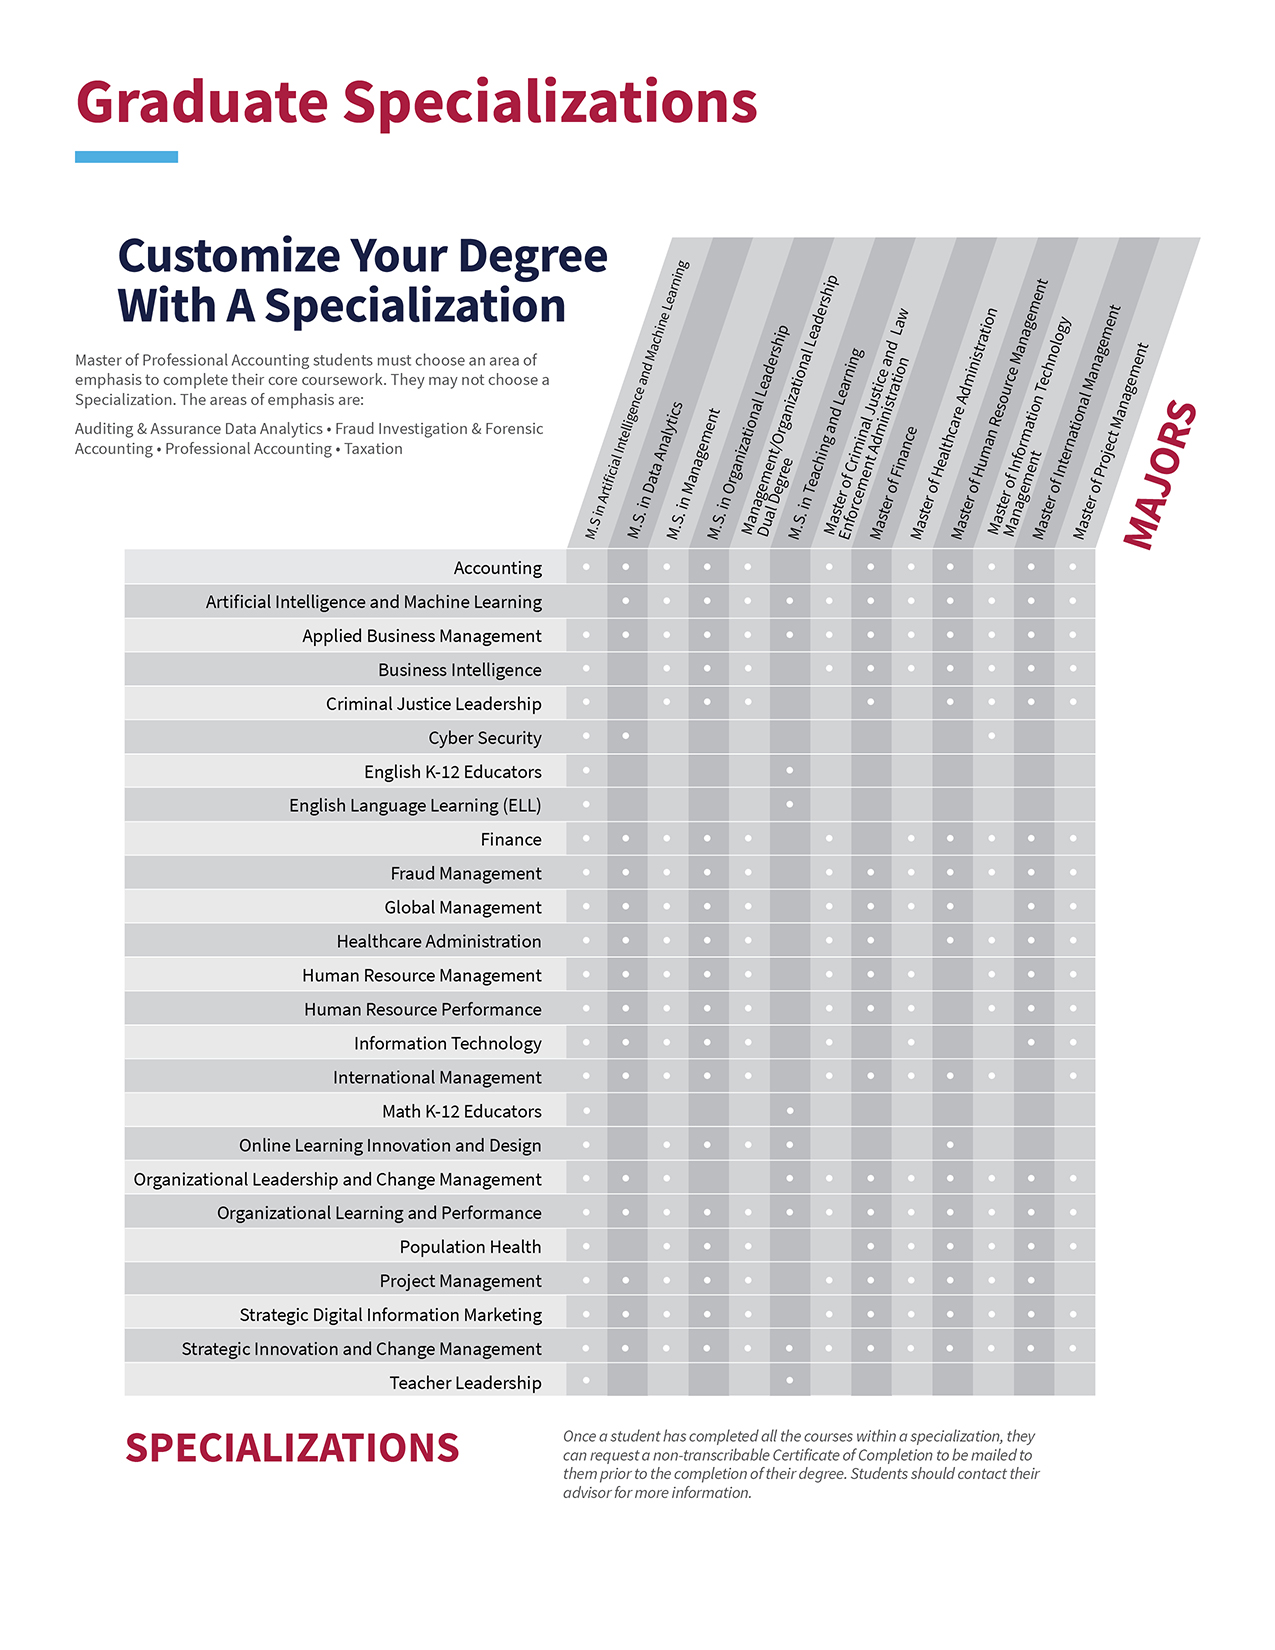 Graduate Specializations
Customize Your Degree
With A Specialization
Master of Professional Accounting students must choose an area of
emphasis to complete their core coursework. They may not choose a
Specialization. The areas of emphasis are:
Auditing & Assurance Data Analytics • Fraud Investigation & Forensic
Accounting • Professional Accounting • Taxation
M.S in Artificial Intelligence and Machine Learning
M.S. in Data Analytics
M.S. in Management
M.S. in Organizational Leadership
Management/Organizational Leadership
Dual Degree
M.S. in Teaching and Learning
Master of Criminal Justice and Law
Enforcement Administration
Master of Finance
Master of Healthcare Administration
Master of Human Resource Management
Master of Information Technology
Management
Master of International Management
Master of Project Management
MAJORS
Accounting
Artificial Intelligence and Machine Learning
Applied Business Management
Business Intelligence
Criminal Justice Leadership
Cyber Security
English K-12 Educators
English Language Learning (ELL)
Finance
Fraud Management
Global Management
Healthcare Administration
Human Resource Management
Human Resource Performance
Information Technology
International Management
Math K-12 Educators
Online Learning Innovation and Design
Organizational Leadership and Change Management
Organizational Learning and Performance
Population Health
Project Management
Strategic Digital Information Marketing
Strategic Innovation and Change Management
Teacher Leadership
SPECIALIZATIONS
Once a student has completed all the courses within a specialization, they
can request a non-transcribable Certificate of Completion to be mailed to
them prior to the completion of their degree. Students should contact their
advisor for more information.